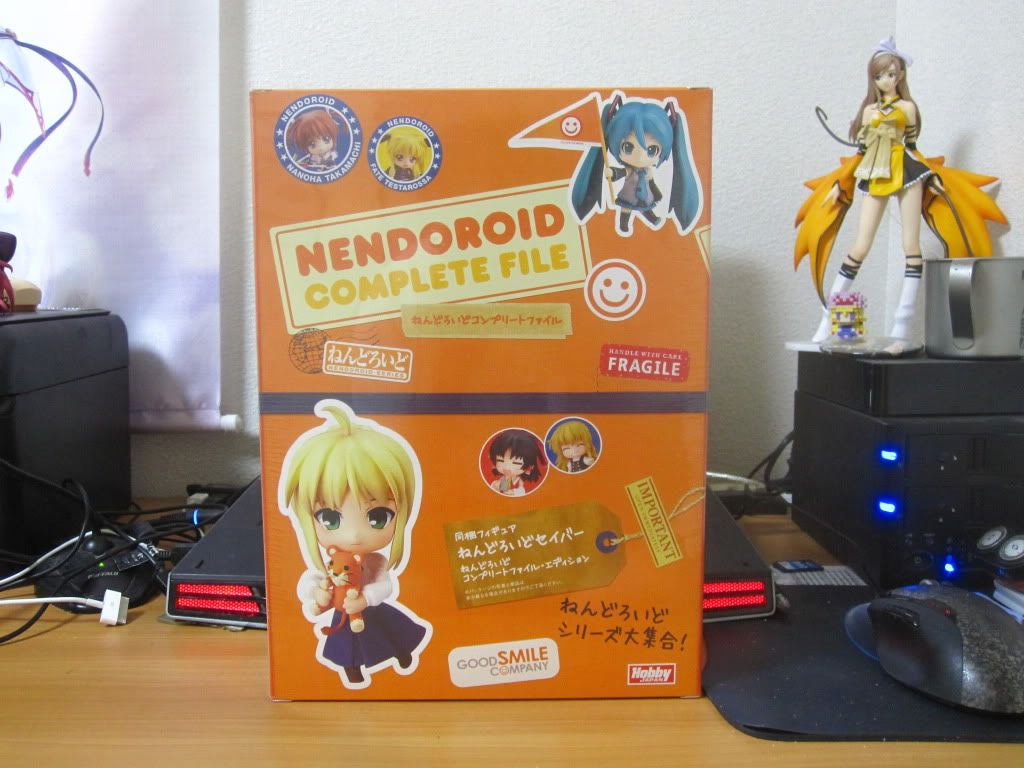 NENDOROID
NANOHA TAKAMACHI
NENDOROID
FATE TESTAROSSA
NENDOROID
COMPLETE FILE
ねんどろいどコンプリートファイル
ねんどろいど
NENDOROID SERIES
HANDLE WITH CARE
FRAGILE
IMPORTANT
同梱フィギュア
ねんどろいどセイバー
ねんどろいど
コンプリートファイル・エディション
ねんどろいど
シリーズ大集合!
GOODSMILE
COMPANY
Hobby
JAPAN
BUFFALO